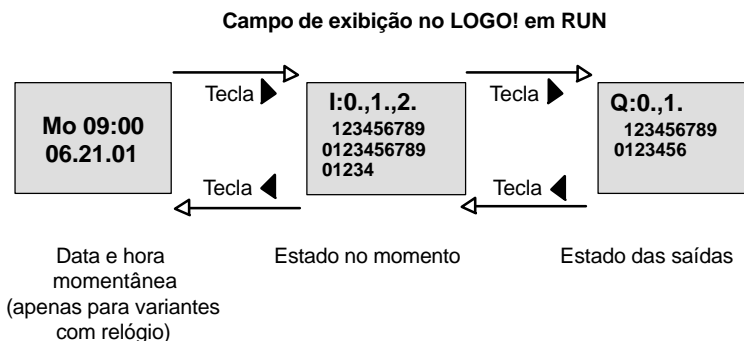 Campo de exibição no LOGO! em RUN
Tecla
Tecla
Mo 09:00
06.21.01
I:0.,1.,2.
123456789
0123456789
01234
Q:0.,1.
123456789
0123456
Tecla
Tecla
Data e hora
momentânea
(apenas para variantes
com relógio)
Estado no momento
Estado das saídas